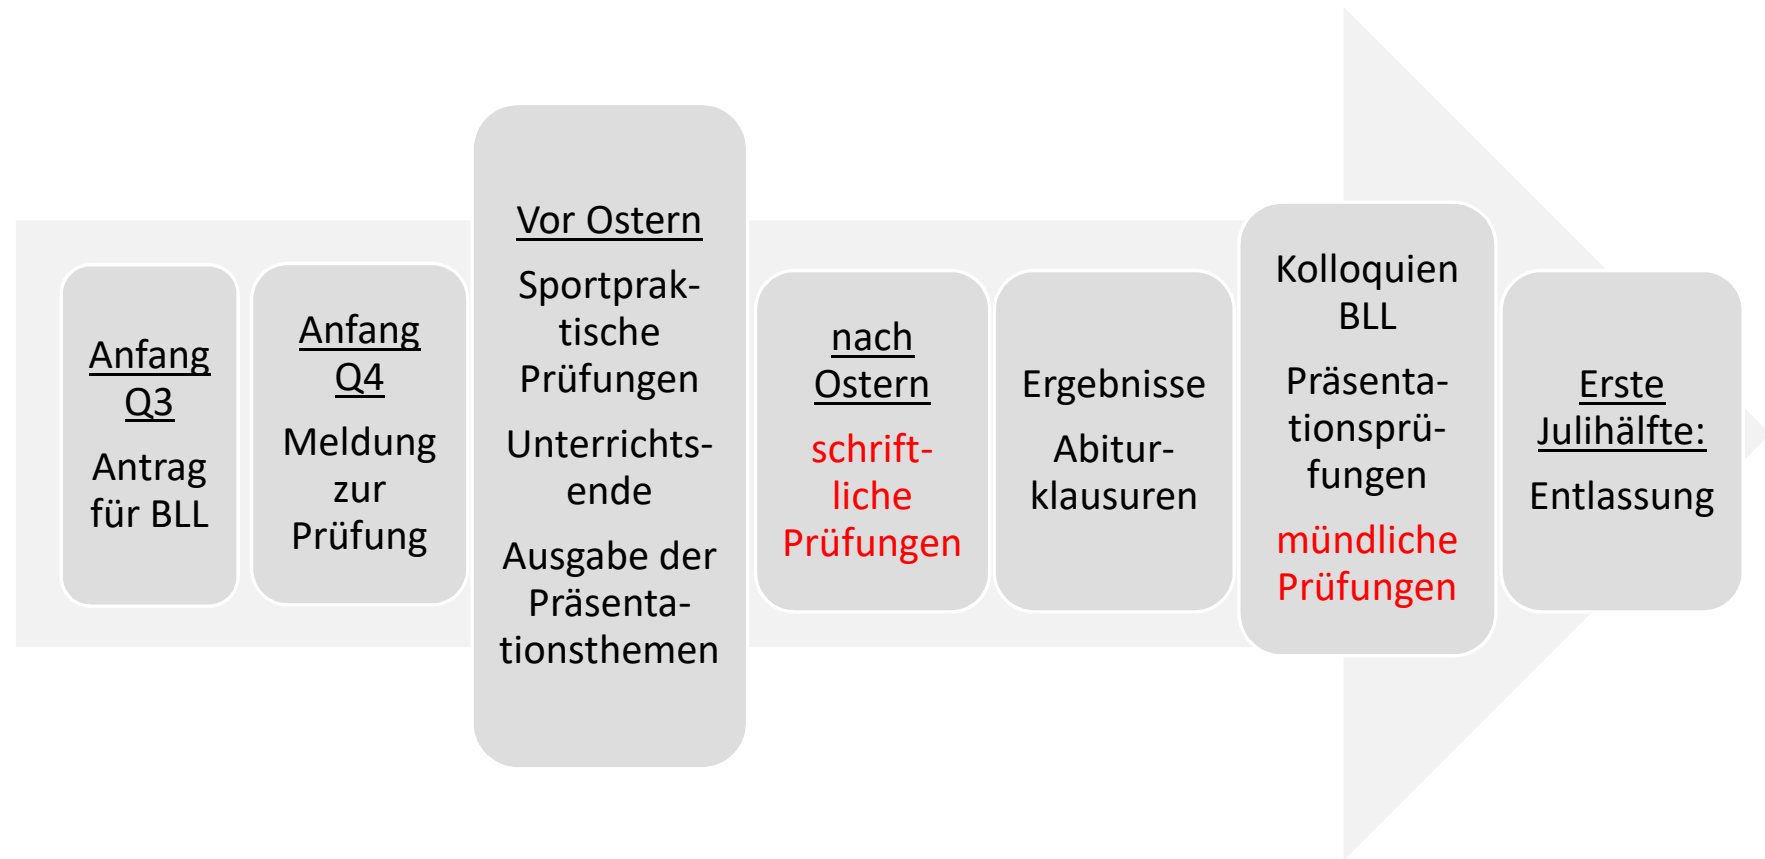 Anfang
Q3
Antrag
für BLL
Anfang
Q4
Meldung
zur
Prüfung
Vor Ostern
Sportprak-
tische
Prüfungen
Unterrichts-
ende
Ausgabe der
Präsenta-
tionsthemen
nach
Ostern
schrift-
liche
Prüfungen
Ergebnisse
Abitur-
klausuren
Kolloquien
BLL
Präsenta-
tionsprü-
fungen
mündliche
Prüfungen
Erste
Julihälfte:
Entlassung